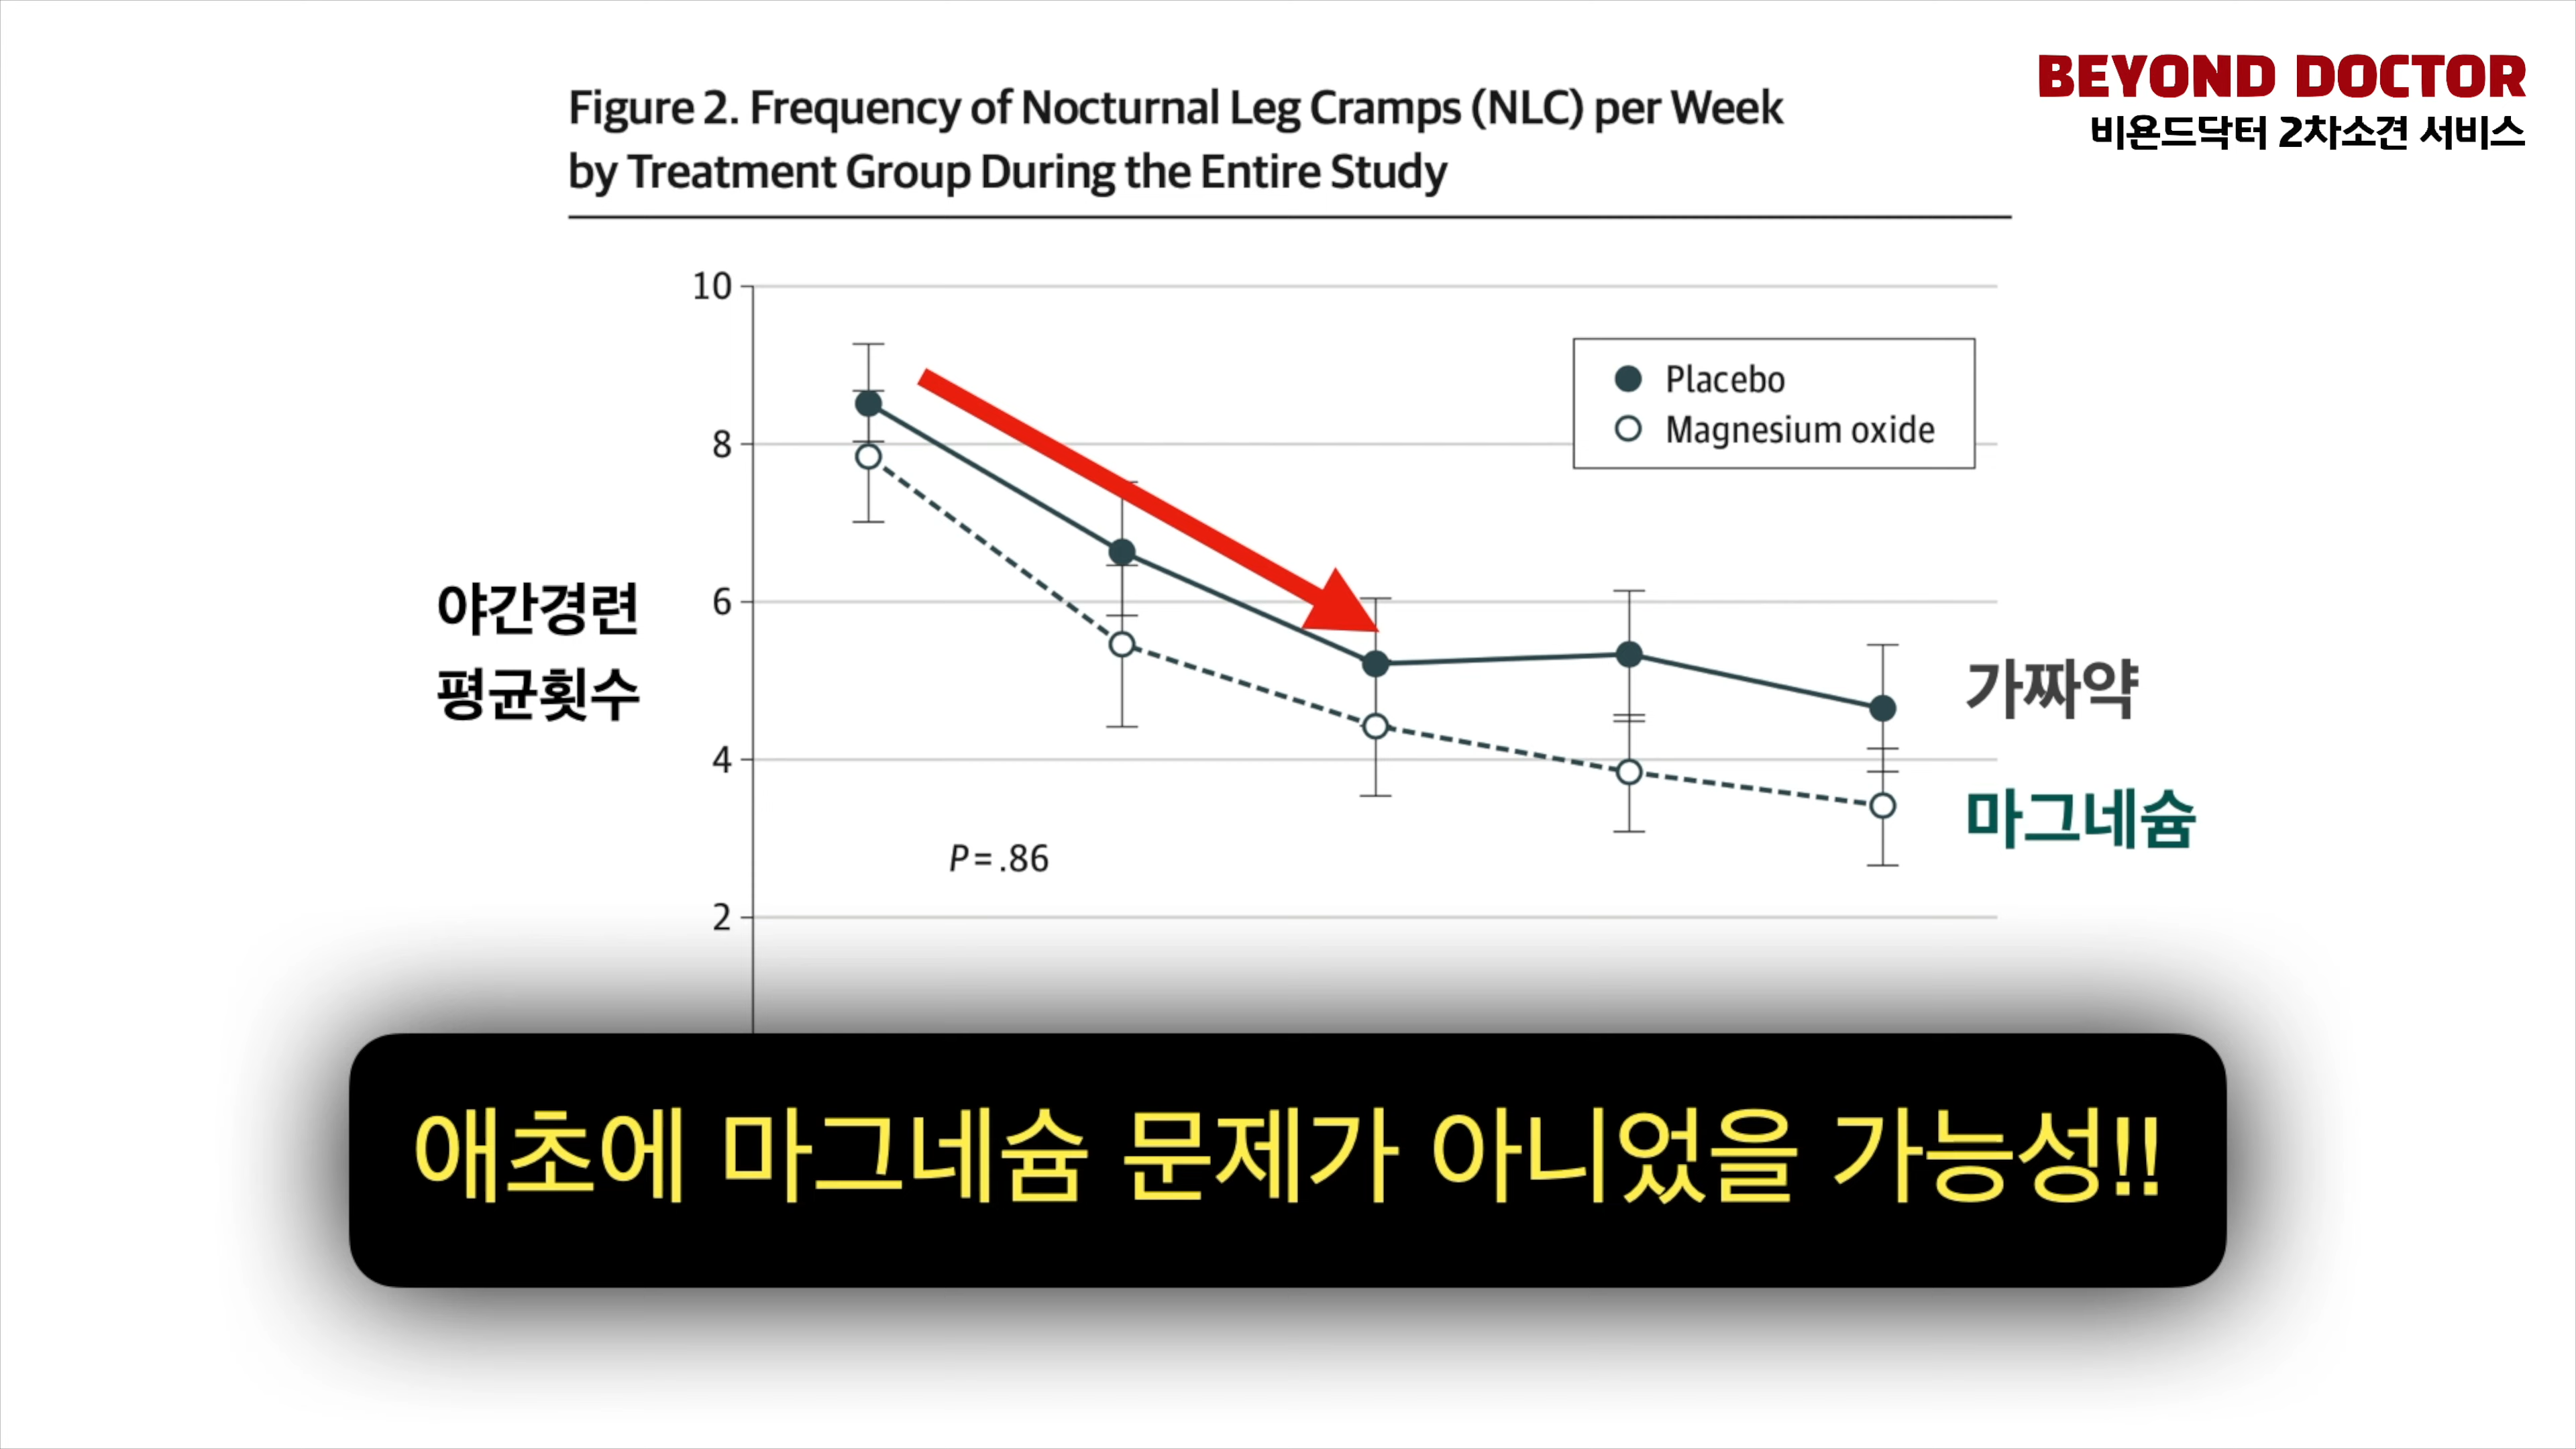 BEYOND DOCTOR
비욘드닥터 2차소견 서비스
Figure 2. Frequency of Nocturnal Leg Cramps (NLC) per Week
by Treatment Group During the Entire Study
10
8
6
4
2
Placebo
Magnesium oxide
야간경련
평균횟수
가짜약
마그네슘
P = .86
애초에 마그네슘 문제가 아니었을 가능성!!